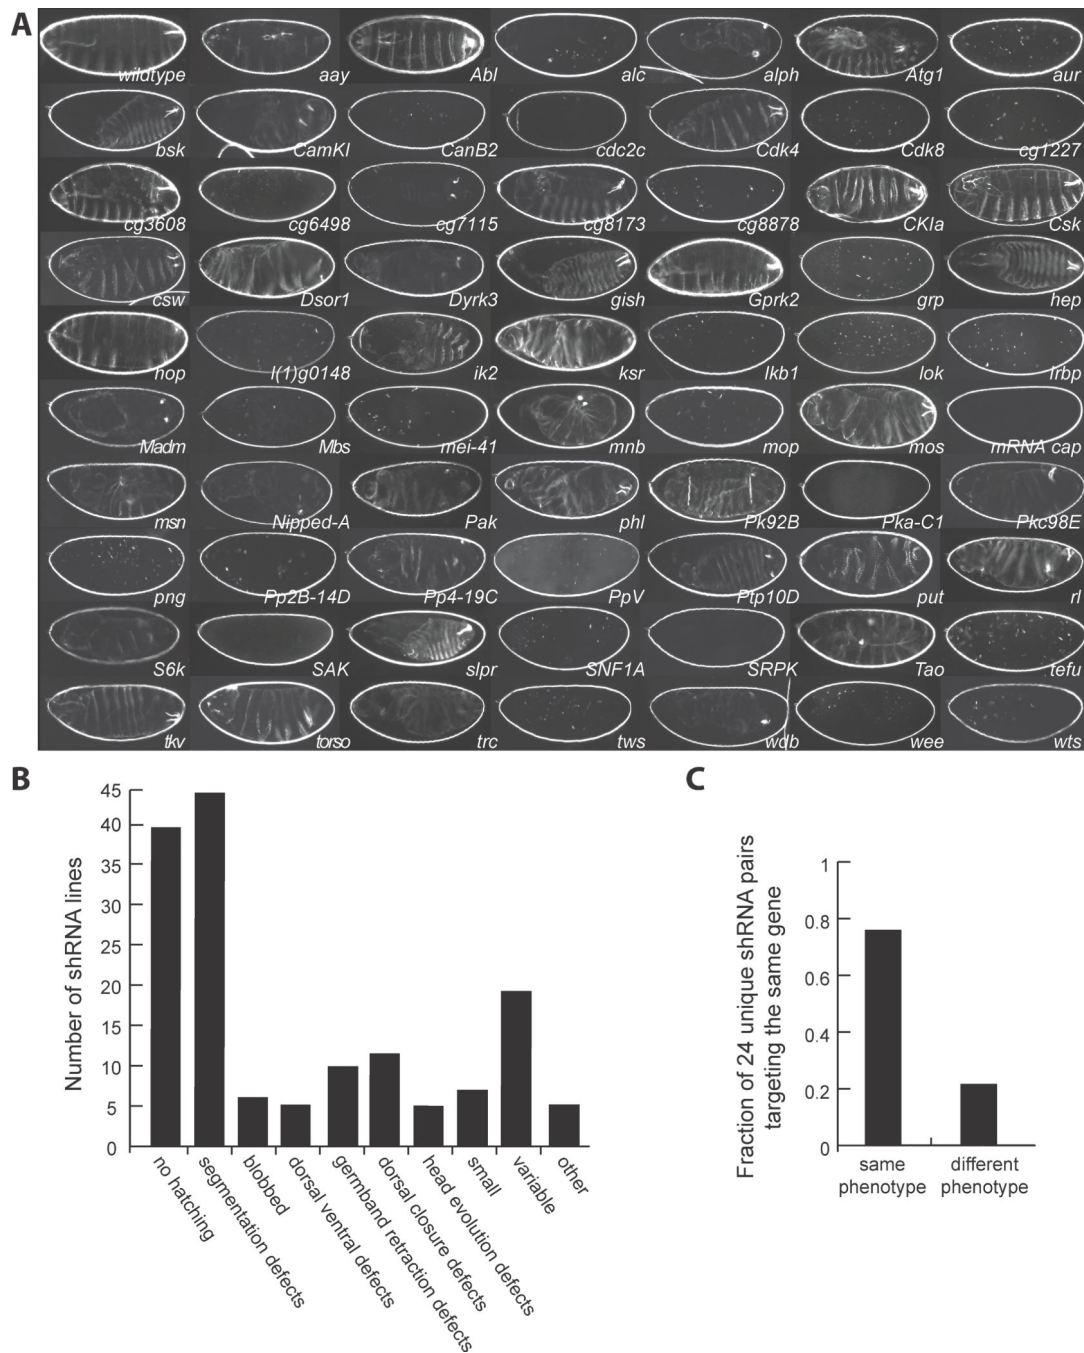 A
wildtype aay Abl alc alph Atg1 aur
bsk CamKI CanB2 cdc2c Cdk4 Cdk8 cg1227
cg3608 cg6498 cg7115 cg8173 cg8878 CKIa Csk
csw Dsor1 Dyrk3 gish Gprk2 grp hep
hop l(1)g0148 ik2 ksr lkb1 lok lrbp
Madm Mbs mei-41 mnb mop mos mRNA cap
msn Nipped-A Pak phl Pk92B Pka-C1 Pkc98E
png Pp2B-14D Pp4-19C PpV Ptp10D put rl
S6k SAK slpr SNF1A SRPK Tao tefu
tkv torso trc tws wdb wee wts
B
Number of shRNA lines
45
40
35
30
25
20
15
10
5
0
no hatching
segmentation defects
blobbed
dorsal ventral defects
germband retraction defects
dorsal closure defects
head evolution defects
small
variable
other
C
Fraction of 24 unique shRNA pairs
targeting the same gene
1
0.8
0.6
0.4
0.2
0
same
phenotype
different
phenotype